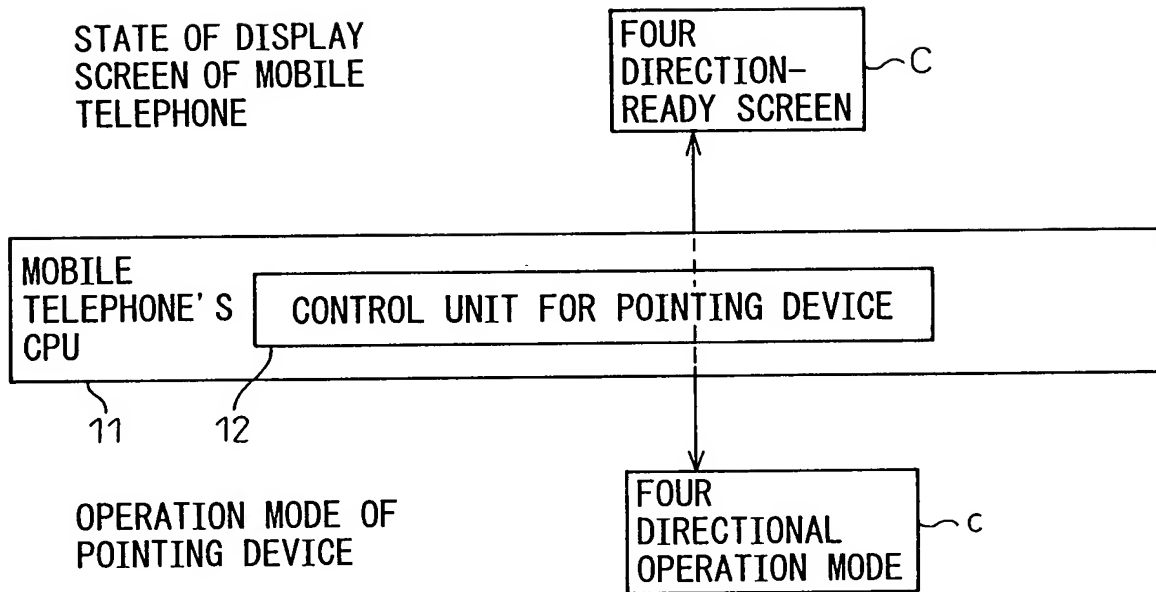 STATE OF DISPLAY
SCREEN OF MOBILE
TELEPHONE
FOUR
DIRECTION-
READY SCREEN
C
MOBILE
TELEPHONE'S
CPU
CONTROL UNIT FOR POINTING DEVICE
11
12
OPERATION MODE OF
POINTING DEVICE
FOUR
DIRECTIONAL
OPERATION MODE
c